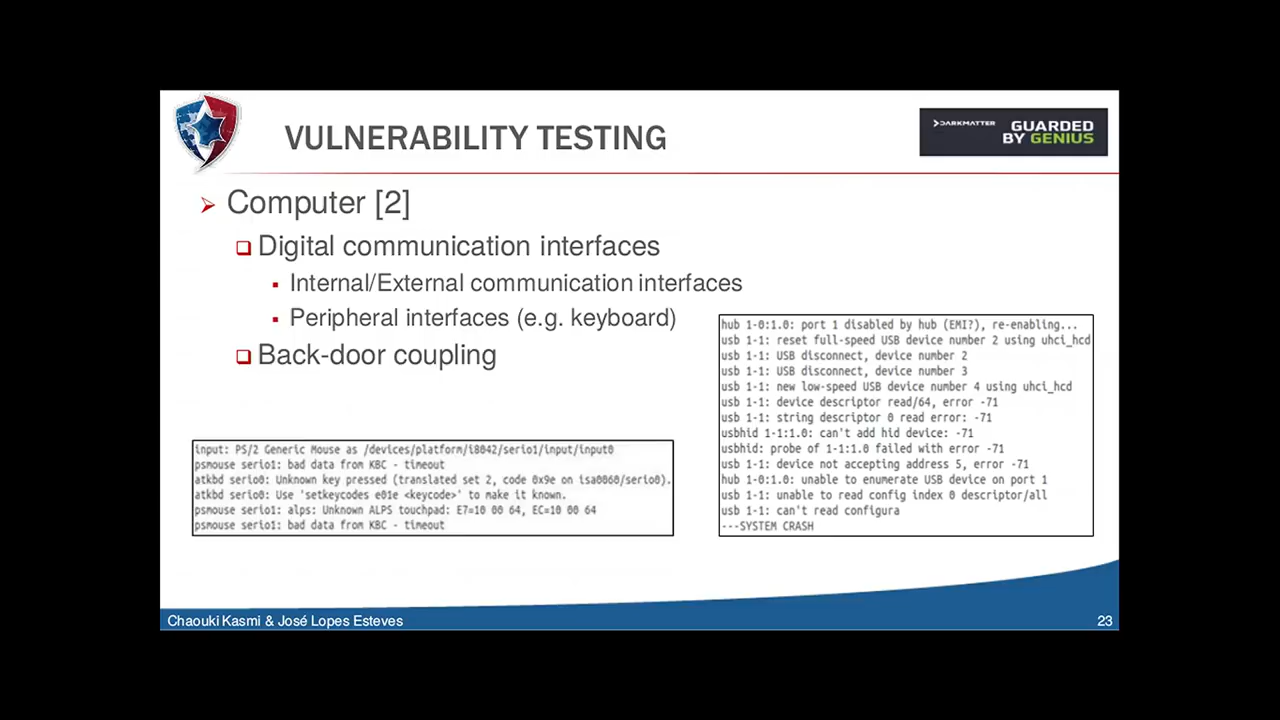 VULNERABILITY TESTING
DARKMATTER
GUARDED
BY GENIUS
Computer [2]
Digital communication interfaces
Internal/External communication interfaces
Peripheral interfaces (e.g. keyboard)
Back-door coupling
input: PS/2 Generic Mouse as /devices/platform/i8042/serio1/input/input0
psmouse serio1: bad data from KBC - timeout
atkbd serio0: Unknown key pressed (translated set 2, code 0x9e on isa0060/serio0).
atkbd serio0: Use 'setkeycodes e01e <keycode>' to make it known.
psmouse serio1: alps: Unknown ALPS touchpad: E7=10 00 64, EC=10 00 64
psmouse serio1: bad data from KBC - timeout
hub 1-0:1.0: port 1 disabled by hub (EMI?), re-enabling...
usb 1-1: reset full-speed USB device number 2 using uhci_hcd
usb 1-1: USB disconnect, device number 2
usb 1-1: USB disconnect, device number 3
usb 1-1: new low-speed USB device number 4 using uhci_hcd
usb 1-1: device descriptor read/64, error -71
usb 1-1: string descriptor 0 read error: -71
usbhid 1-1:1.0: can't add hid device: -71
usbhid: probe of 1-1:1.0 failed with error -71
usb 1-1: device not accepting address 5, error -71
hub 1-0:1.0: unable to enumerate USB device on port 1
usb 1-1: unable to read config index 0 descriptor/all
usb 1-1: can't read configura
---SYSTEM CRASH
Chaouki Kasmi & José Lopes Esteves
23